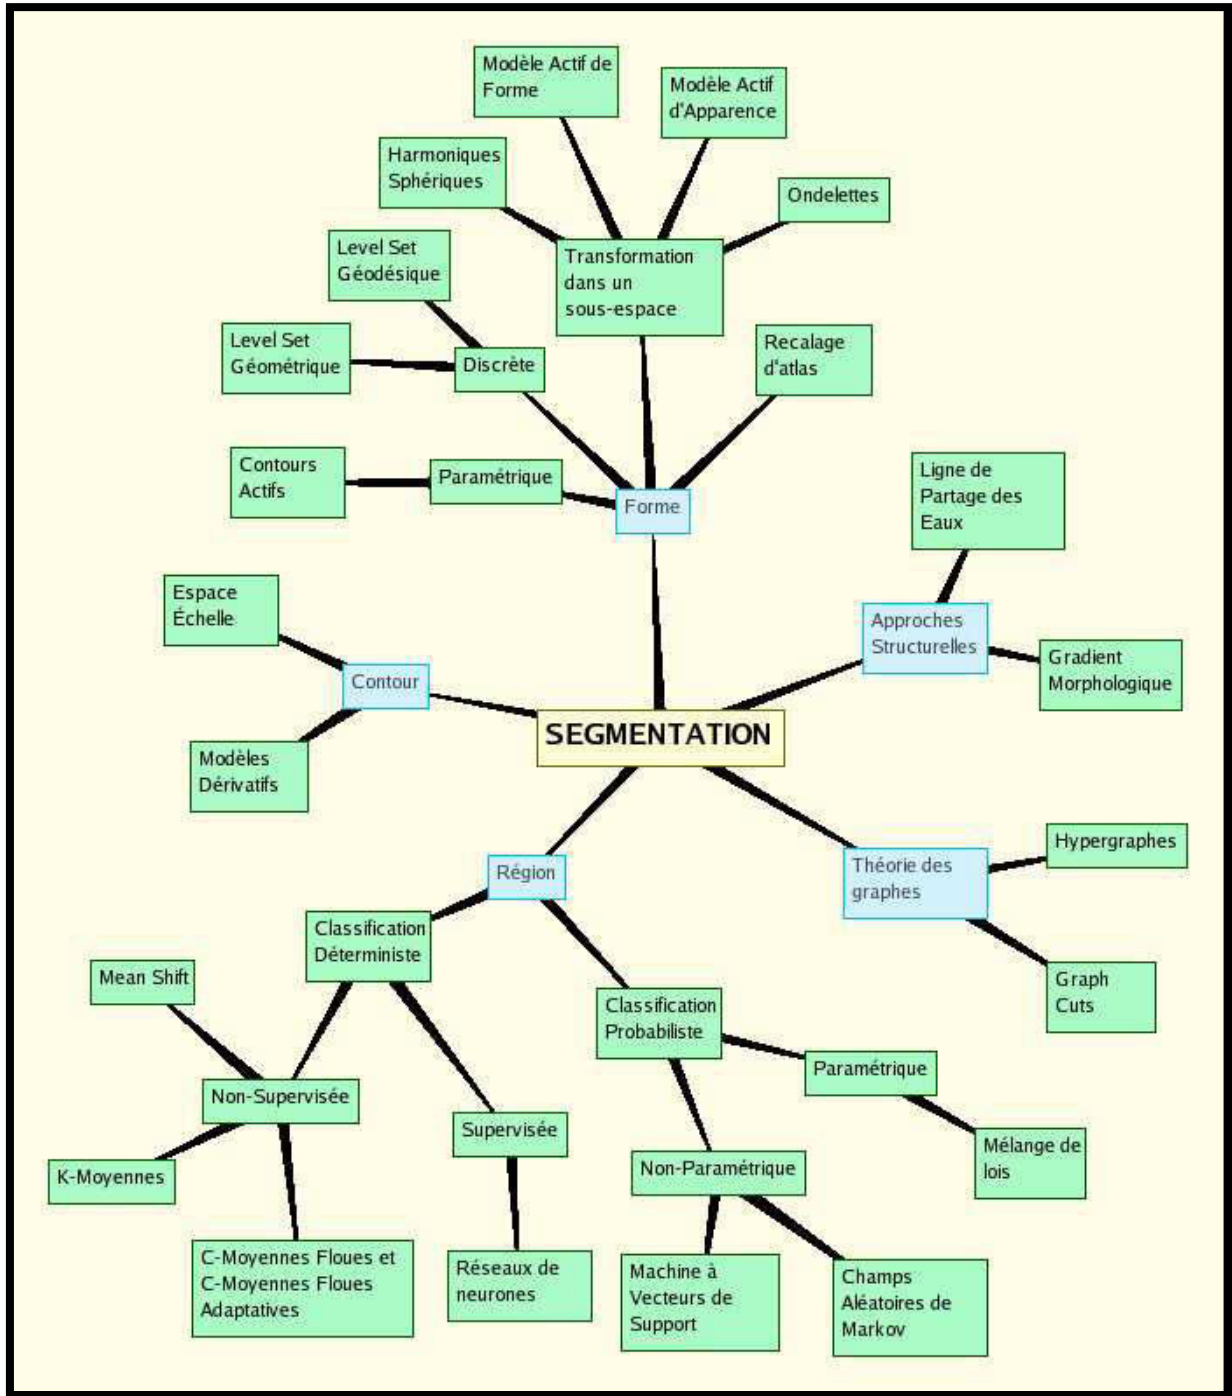 Modèle Actif de
Forme
Modèle Actif
d'Apparence
Harmoniques
Sphériques
Ondelettes
Level Set
Géodésique
Transformation
dans un
sous-espace
Level Set
Géométrique
Discrète
Recalage
d'atlas
Contours
Actifs
Paramétrique
Forme
Ligne de
Partage des
Eaux
Espace
Échelle
Approches
Structurelles
Gradient
Morphologique
Contour
SEGMENTATION
Modèles
Dérivatifs
Hypergraphes
Région
Théorie des
graphes
Classification
Déterministe
Mean Shift
Graph
Cuts
Classification
Probabiliste
Paramétrique
Non-Supervisée
Supervisée
Mélange de
lois
K-Moyennes
Non-Paramétrique
C-Moyennes Floues et
C-Moyennes Floues
Adaptatives
Réseaux de
neurones
Machine à
Vecteurs de
Support
Champs
Aléatoires de
Markov